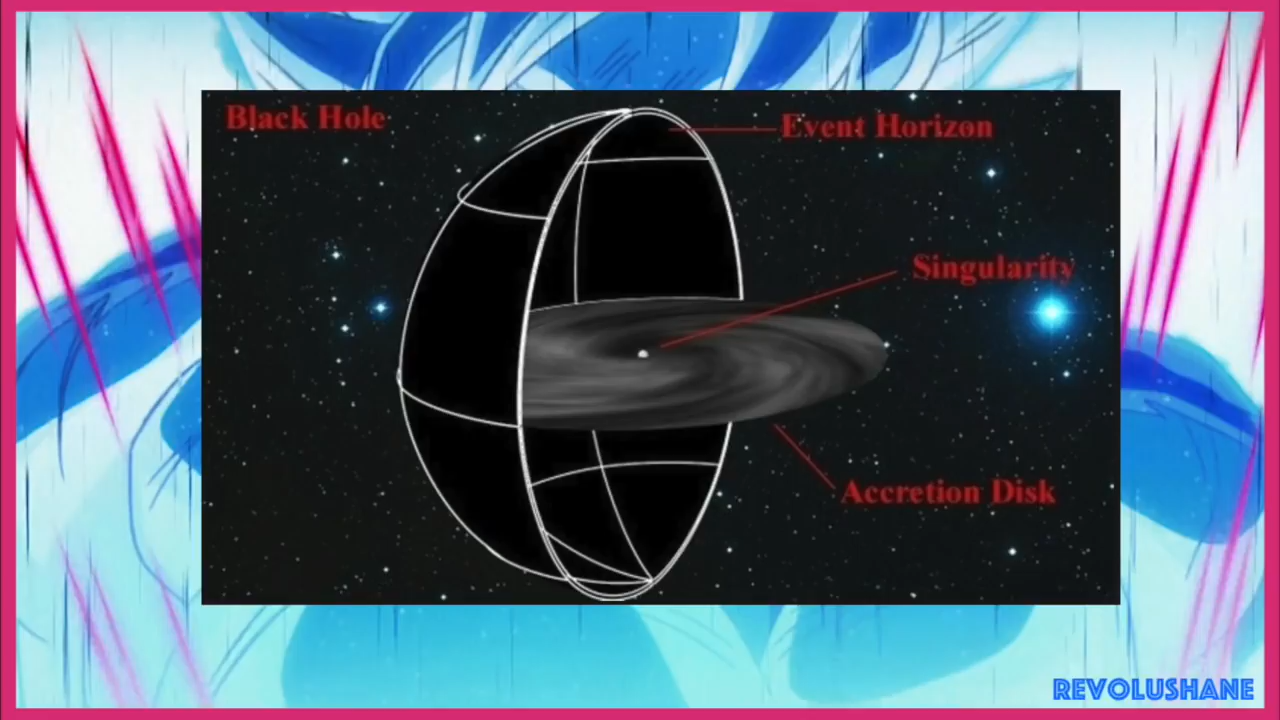 Black Hole
Event Horizon
Singularity
Accretion Disk
REVOLUSHANE